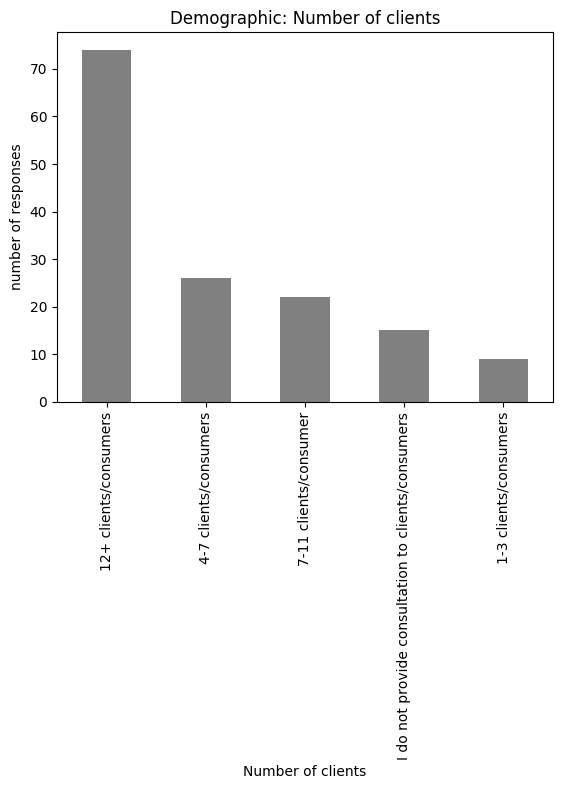 Demographic: Number of clients
number of responses
70
60
50
40
30
20
10
0
12+ clients/consumers
4-7 clients/consumers
7-11 clients/consumer
I do not provide consultation to clients/consumers
1-3 clients/consumers
Number of clients